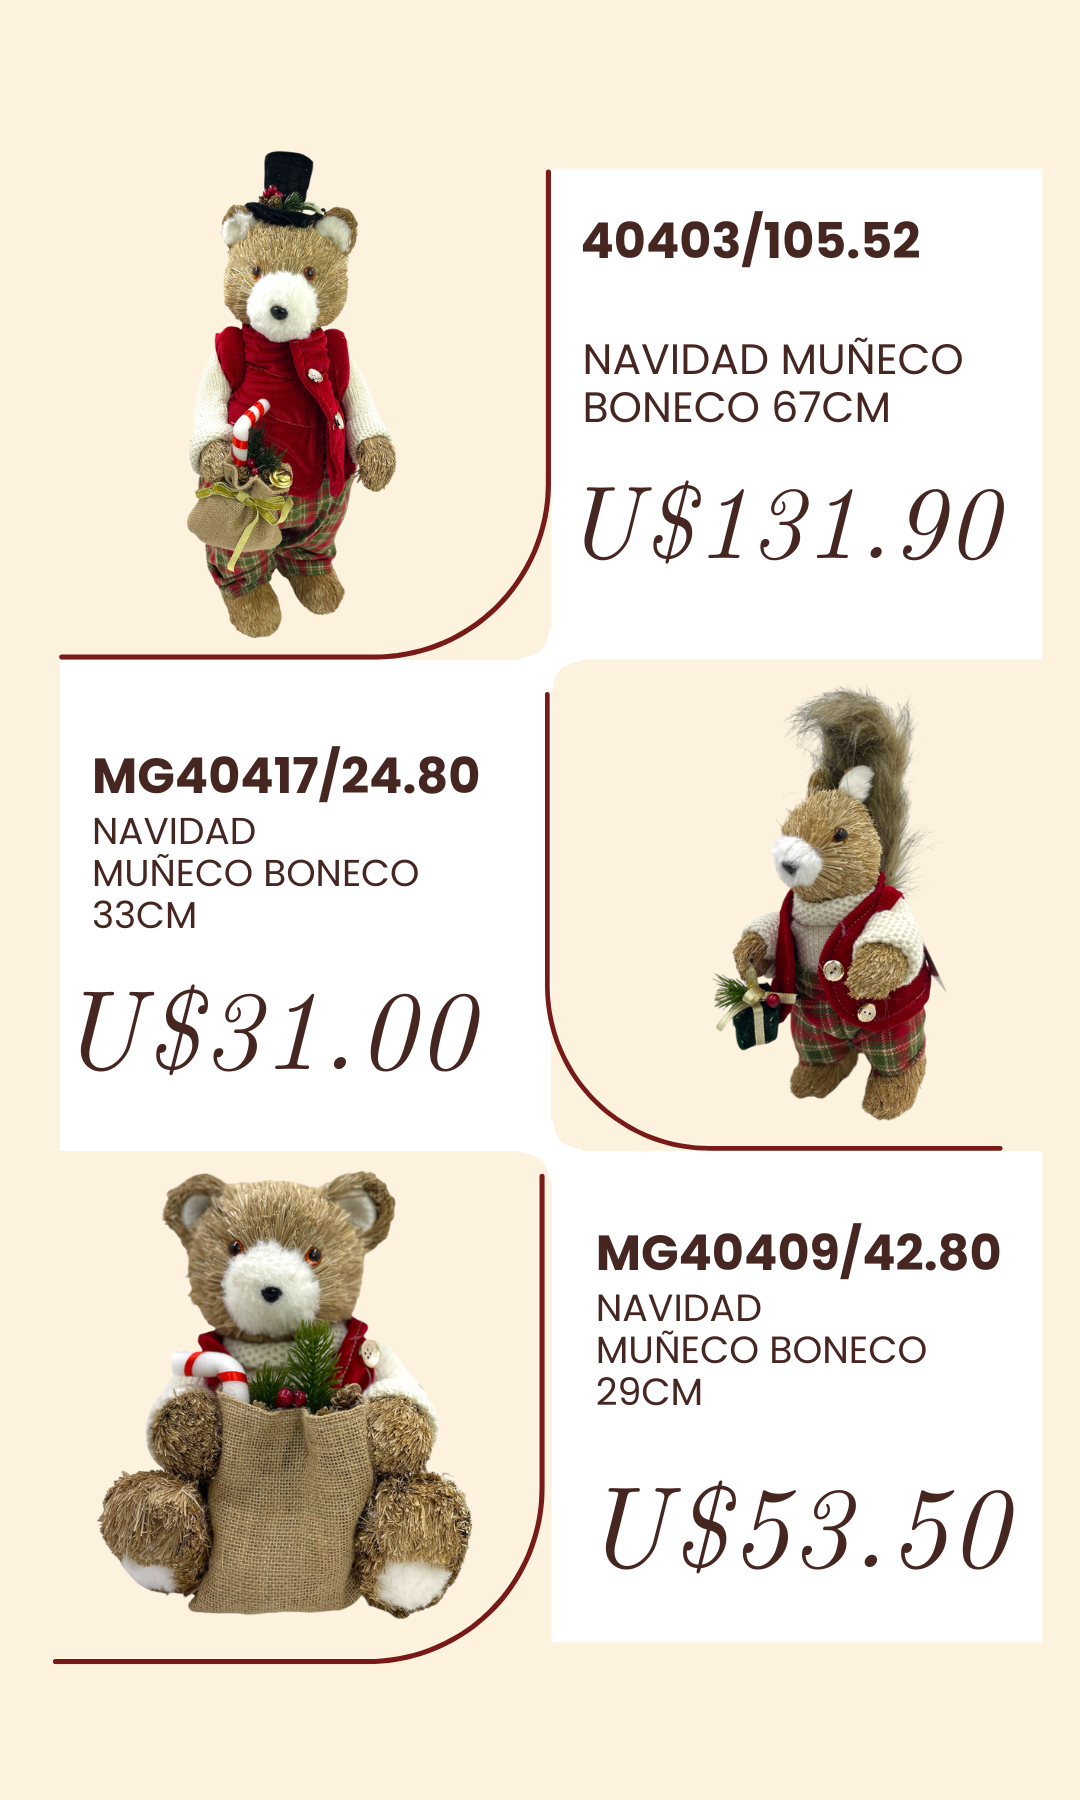 40403/105.52
NAVIDAD MUÑECO
BONECO 67CM
U$131.90
MG40417/24.80
NAVIDAD
MUÑECO BONECO
33CM
U$31.00
MG40409/42.80
NAVIDAD
MUÑECO BONECO
29CM
U$53.50